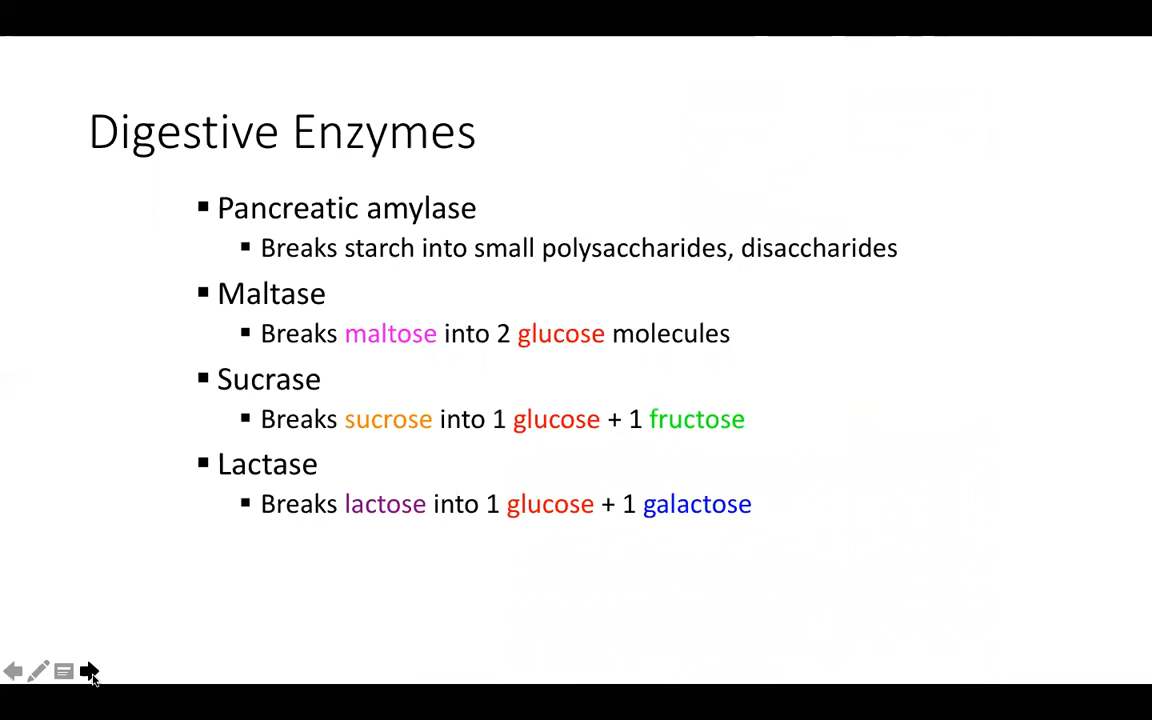 Digestive Enzymes
▪ Pancreatic amylase
▪ Breaks starch into small polysaccharides, disaccharides
▪ Maltase
▪ Breaks maltose into 2 glucose molecules
▪ Sucrase
▪ Breaks sucrose into 1 glucose + 1 fructose
▪ Lactase
▪ Breaks lactose into 1 glucose + 1 galactose